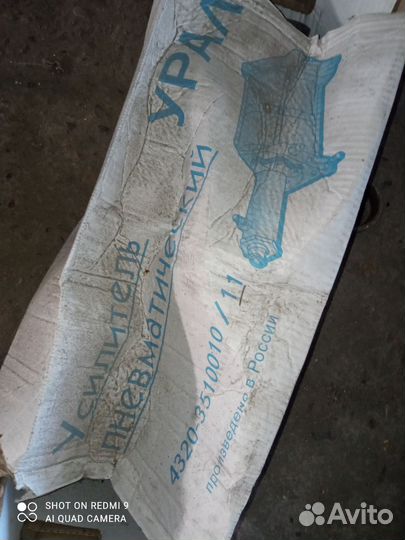 УРАЛ
Усилитель
пневматический
4320-3510010 / 11
произведено в России
SHOT ON REDMI 9
AI QUAD CAMERA
Avito